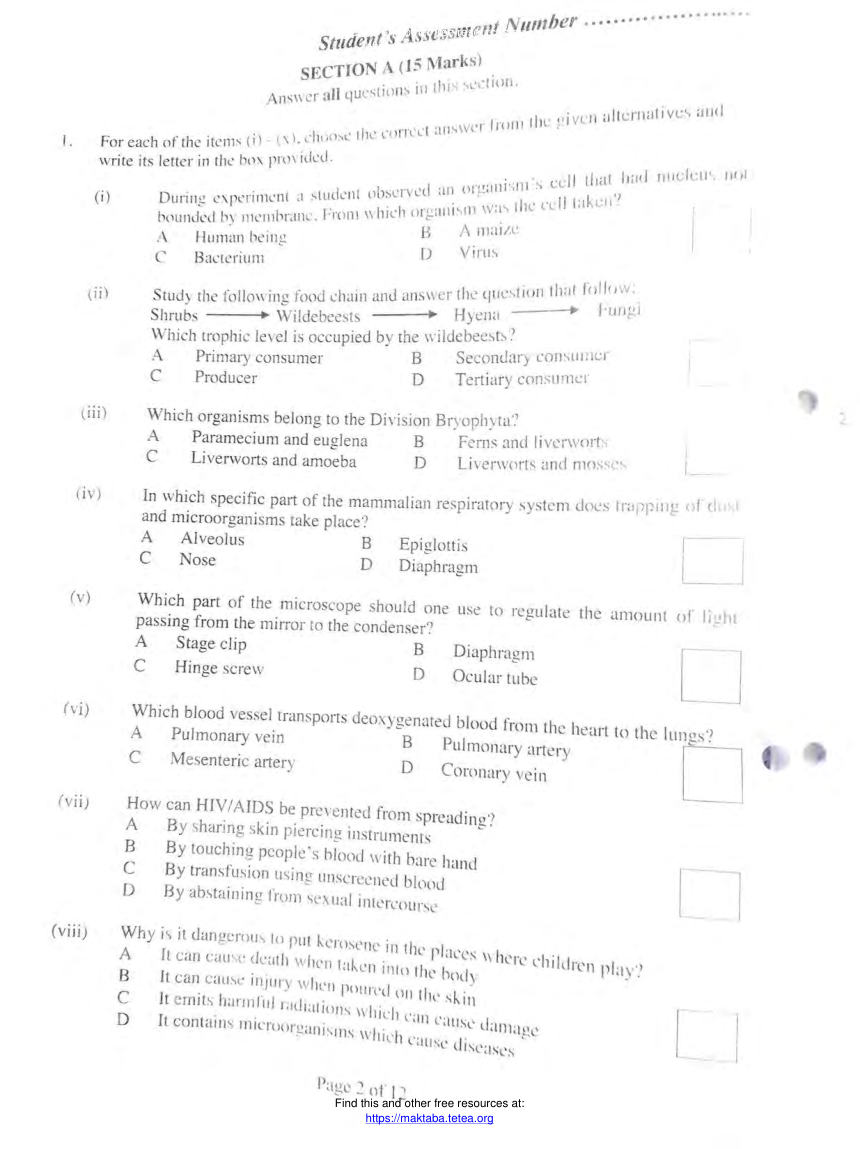 Student's Assessment Number ........................
SECTION A (15 Marks)
Answer all questions in this section.
1. For each of the items (i) - (x), choose the correct answer from the given alternatives and
write its letter in the box provided.
(i) During experiment a student observed an organism's cell that had nucleus not
bounded by membrane. From which organism was the cell taken?
A Human being B A maize
C Bacterium D Virus
(ii) Study the following food chain and answer the question that follow:
Shrubs → Wildebeests → Hyena → Fungi
Which trophic level is occupied by the wildebeests?
A Primary consumer B Secondary consumer
C Producer D Tertiary consumer
(iii) Which organisms belong to the Division Bryophyta?
A Paramecium and euglena B Ferns and liverworts
C Liverworts and amoeba D Liverworts and mosses
(iv) In which specific part of the mammalian respiratory system does trapping of dust
and microorganisms take place?
A Alveolus B Epiglottis
C Nose D Diaphragm
(v) Which part of the microscope should one use to regulate the amount of light
passing from the mirror to the condenser?
A Stage clip B Diaphragm
C Hinge screw D Ocular tube
(vi) Which blood vessel transports deoxygenated blood from the heart to the lungs?
A Pulmonary vein B Pulmonary artery
C Mesenteric artery D Coronary vein
(vii) How can HIV/AIDS be prevented from spreading?
A By sharing skin piercing instruments
B By touching people's blood with bare hand
C By transfusion using unscreened blood
D By abstaining from sexual intercourse
(viii) Why is it dangerous to put kerosene in the places where children play?
A It can cause death when taken into the body
B It can cause injury when poured on the skin
C It emits harmful radiations which can cause damage
D It contains microorganisms which cause diseases
Page 2 of 12
Find this and other free resources at:
https://maktaba.tetea.org
2